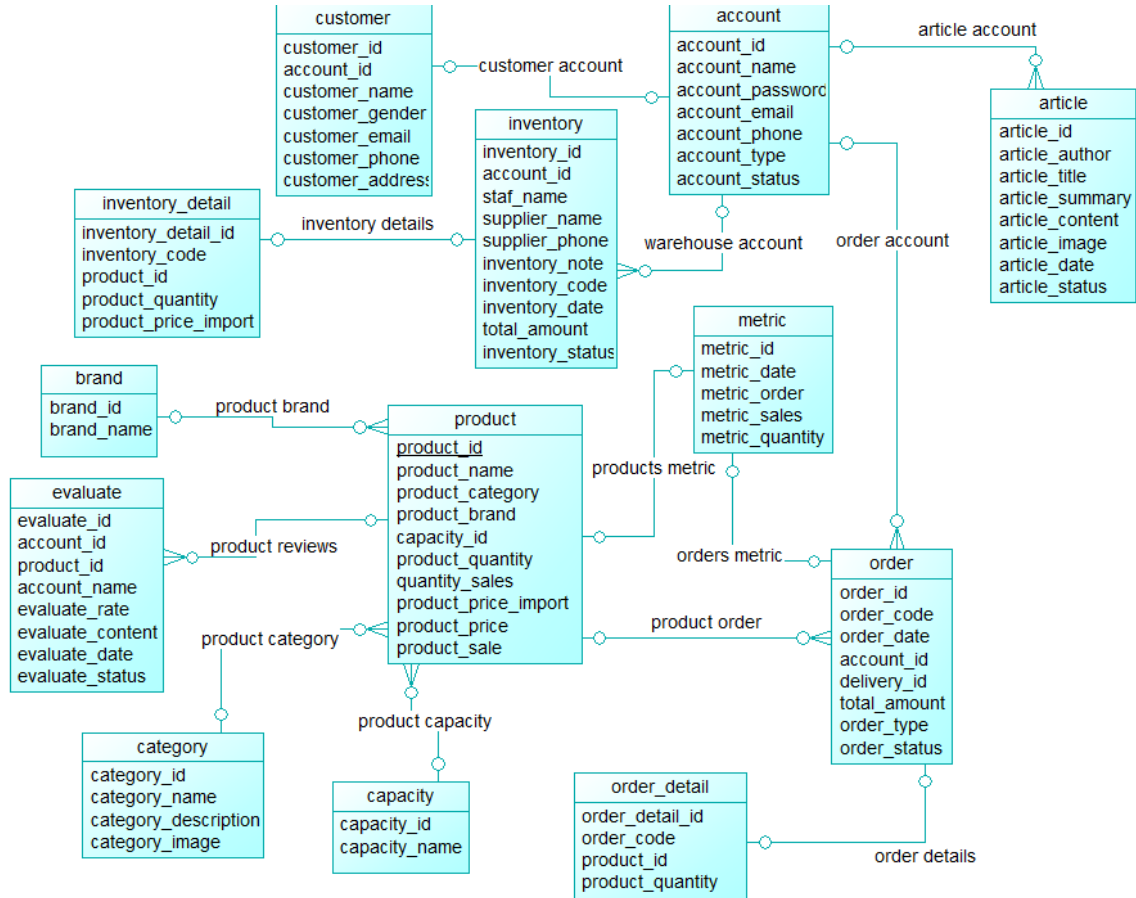 customer
customer_id
account_id
customer_name
customer_gender
customer_email
customer_phone
customer_address
customer account
account
account_id
account_name
account_password
account_email
account_phone
account_type
account_status
article account
article
article_id
article_author
article_title
article_summary
article_content
article_image
article_date
article_status
inventory
inventory_id
account_id
staf_name
supplier_name
supplier_phone
inventory_note
inventory_code
inventory_date
total_amount
inventory_status
inventory_detail
inventory_detail_id
inventory_code
product_id
product_quantity
product_price_import
inventory details
warehouse account
order account
metric
metric_id
metric_date
metric_order
metric_sales
metric_quantity
brand
brand_id
brand_name
product brand
product
product_id
product_name
product_category
product_brand
capacity_id
product_quantity
quantity_sales
product_price_import
product_price
product_sale
products metric
evaluate
evaluate_id
account_id
product_id
account_name
evaluate_rate
evaluate_content
evaluate_date
evaluate_status
product reviews
orders metric
order
order_id
order_code
order_date
account_id
delivery_id
total_amount
order_type
order_status
product order
product category
category
category_id
category_name
category_description
category_image
product capacity
capacity
capacity_id
capacity_name
order_detail
order_detail_id
order_code
product_id
product_quantity
order details